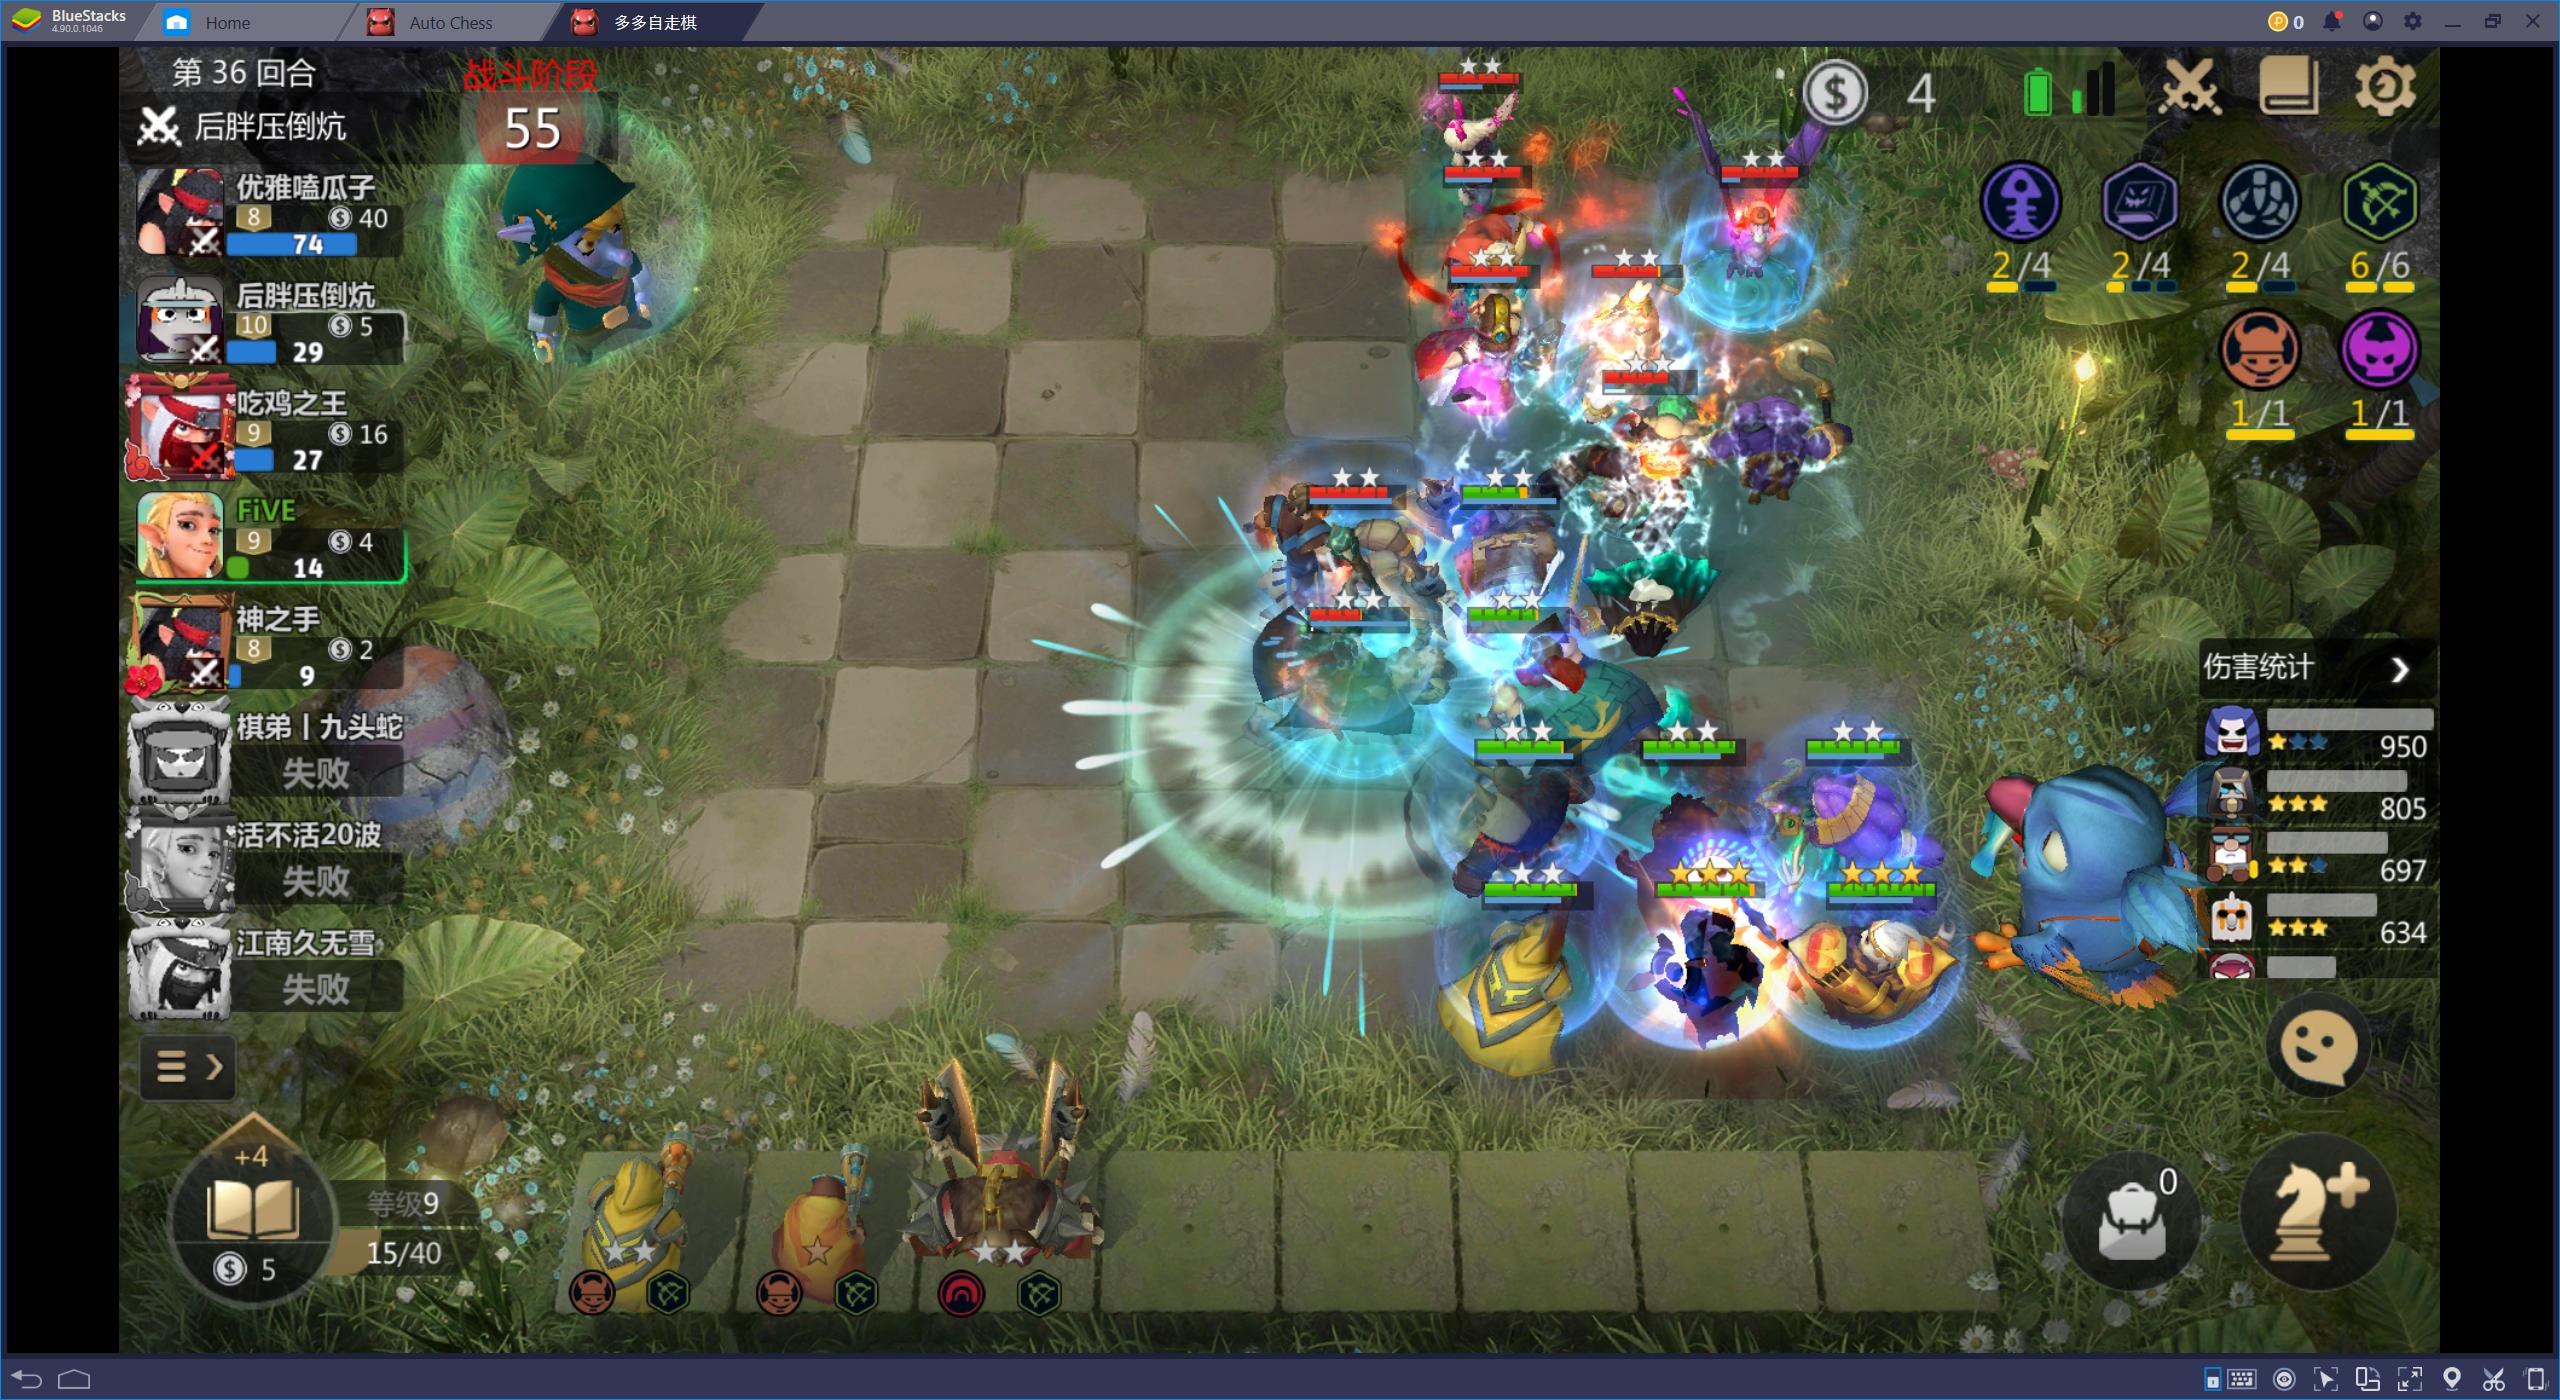 BlueStacks
4.90.0.1046
Home
Auto Chess
多多自走棋
0
第 36 回合
战斗阶段
后胖压倒炕
55
4
优雅嗑瓜子
8
40
74
后胖压倒炕
10
5
29
吃鸡之王
9
16
27
FiVE
9
4
14
神之手
8
2
9
棋弟丨九头蛇
失败
活不活20波
失败
江南久无雪
失败
2/4
2/4
2/4
6/6
1/1
1/1
伤害统计
950
805
697
634
+4
等级9
15/40
5
0